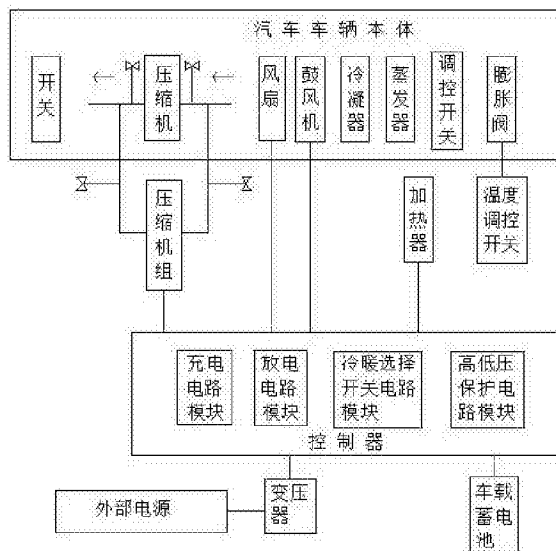 汽车车辆本体
开关
压缩机
风扇
鼓风机
冷凝器
蒸发器
调控开关
膨胀阀
压缩机组
加热器
温度
调控
开关
充电
电路
模块
放电
电路
模块
冷暖选择
开关电路
模块
高低压
保护电
路模块
控制器
外部电源
变压
器
车载
蓄电
池